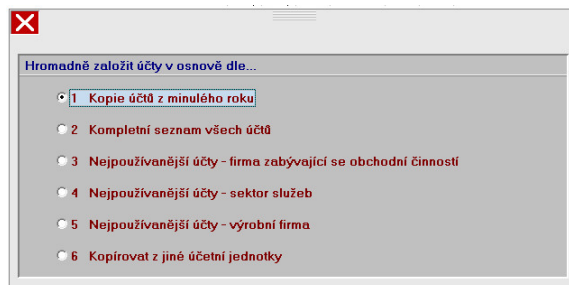 Hromadně založit účty v osnově dle...
1 Kopie účtů z minulého roku
2 Kompletní seznam všech účtů
3 Nejpoužívanější účty - firma zabývající se obchodní činností
4 Nejpoužívanější účty - sektor služeb
5 Nejpoužívanější účty - výrobní firma
6 Kopírovat z jiné účetní jednotky